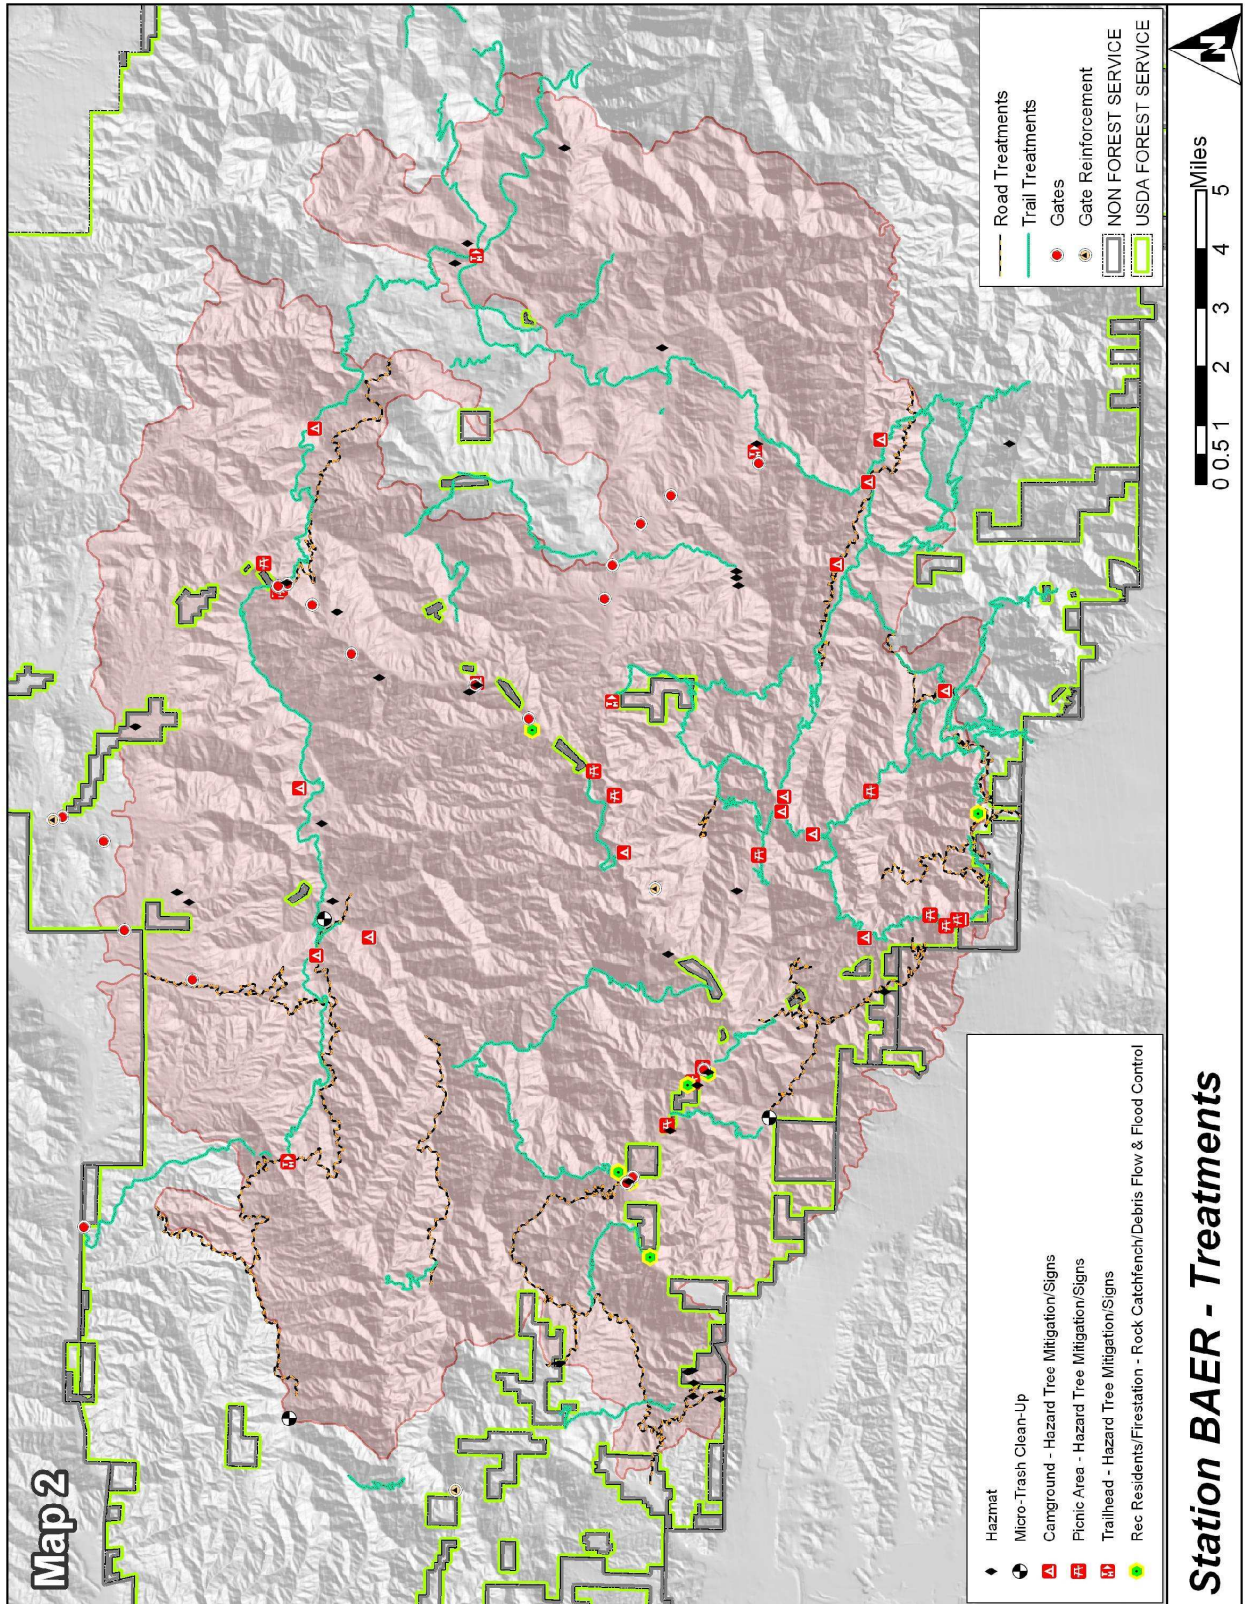 Map 2
Hazmat
Micro-Trash Clean-Up
Camground - Hazard Tree Mitigation/Signs
Picnic Area - Hazard Tree Mitigation/Signs
Trailhead - Hazard Tree Mitigation/Signs
Rec Residents/Firestation - Rock Catchfench/Debris Flow & Flood Control
Road Treatments
Trail Treatments
Gates
Gate Reinforcement
NON FOREST SERVICE
USDA FOREST SERVICE
Station BAER - Treatments
0 0.5 1 2 3 4 5
Miles
N